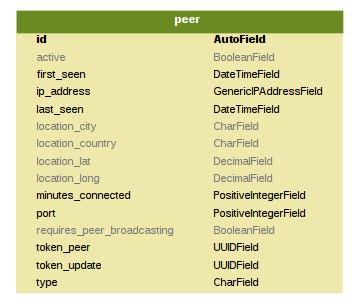 peer
id AutoField
active BooleanField
first_seen DateTimeField
ip_address GenericIPAddressField
last_seen DateTimeField
location_city CharField
location_country CharField
location_lat DecimalField
location_long DecimalField
minutes_connected PositiveIntegerField
port PositiveIntegerField
requires_peer_broadcasting BooleanField
token_peer UUIDField
token_update UUIDField
type CharField